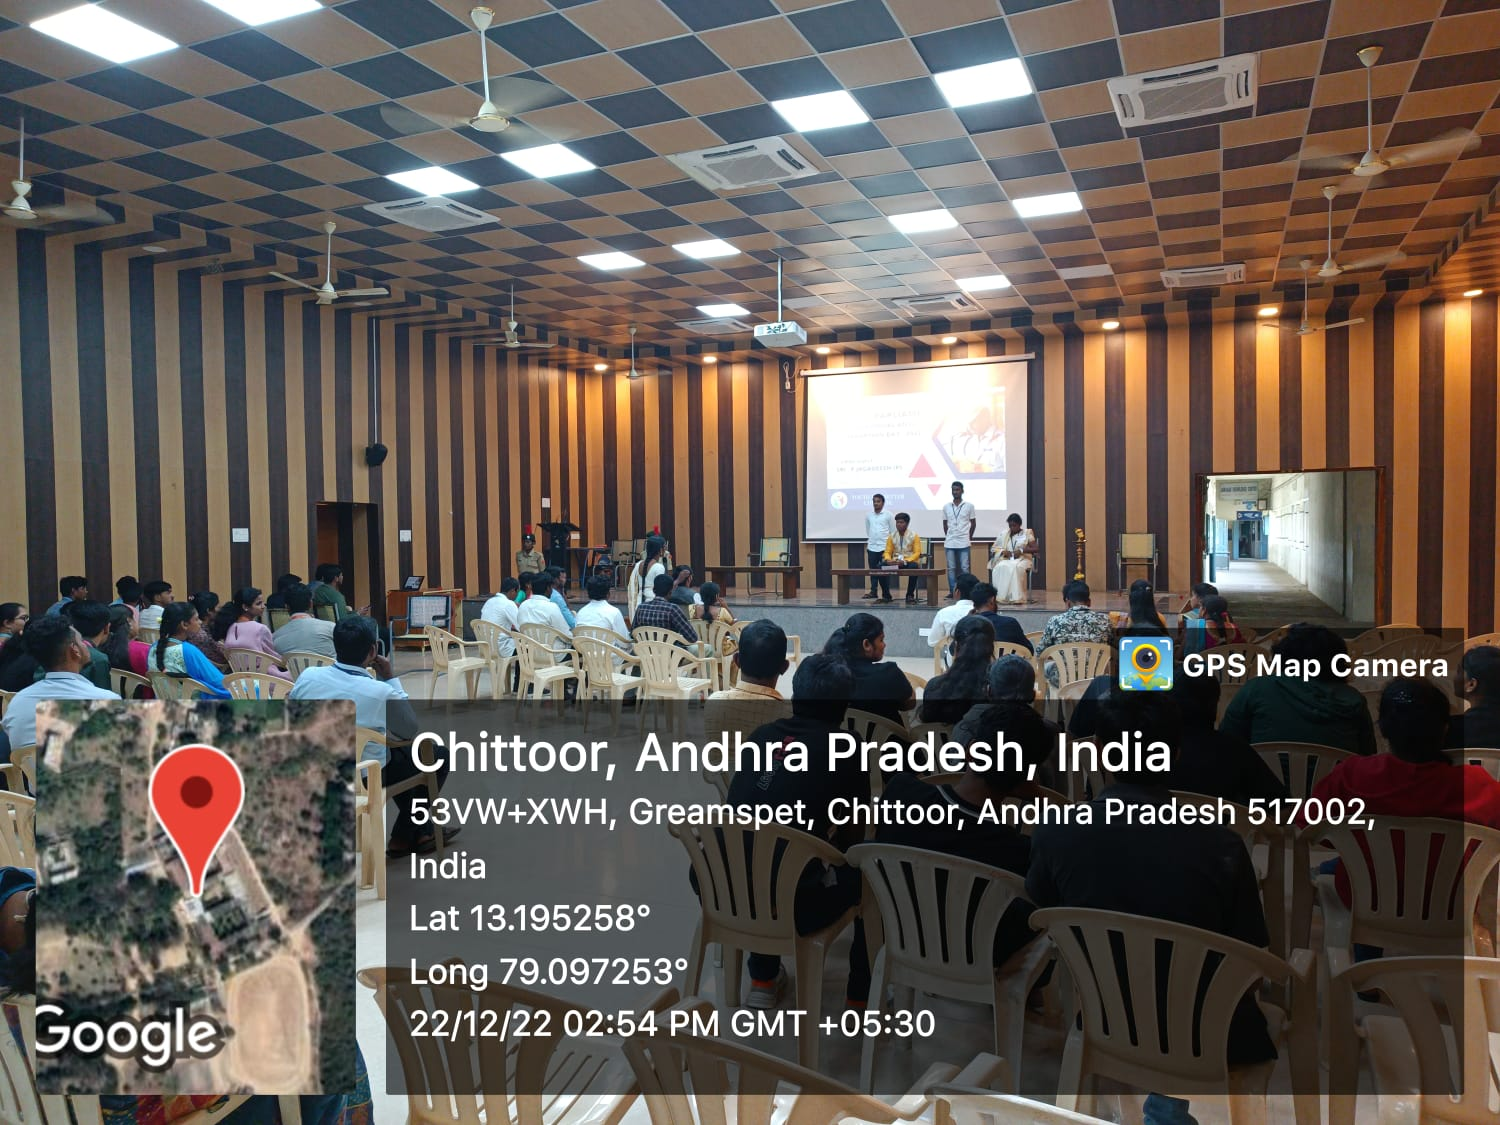 GPS Map Camera
Chittoor, Andhra Pradesh, India
53VW+XWH, Greamspet, Chittoor, Andhra Pradesh 517002,
India
Lat 13.195258°
Long 79.097253°
22/12/22 02:54 PM GMT +05:30
Google